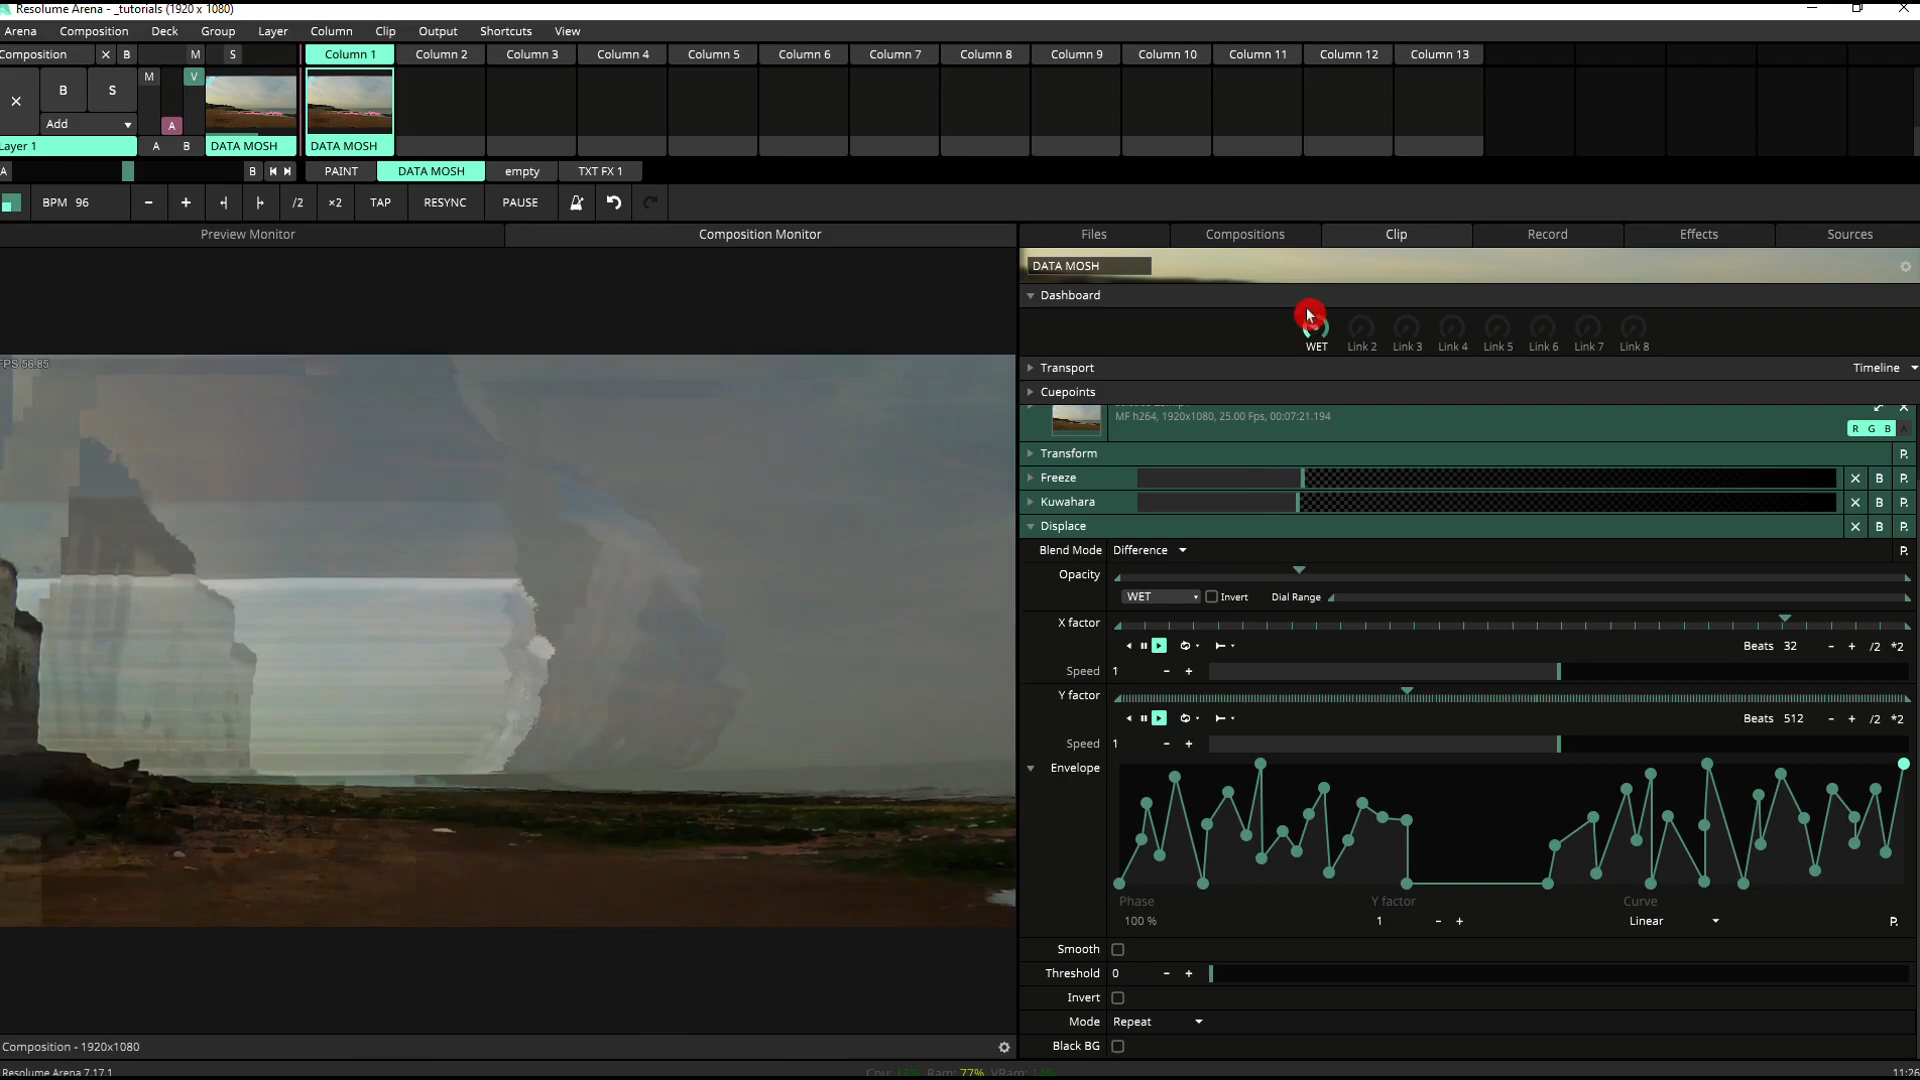 Resolume Arena - _tutorials (1920 x 1080)
Arena Composition Deck Group Layer Column Clip Output Shortcuts View
Composition X B M S Column 1 Column 2 Column 3 Column 4 Column 5 Column 6 Column 7 Column 8 Column 9 Column 10 Column 11 Column 12 Column 13
M V
B S
Add A
Layer 1 A B DATA MOSH DATA MOSH
A B PAINT DATA MOSH empty TXT FX 1
BPM 96 - + /2 ×2 TAP RESYNC PAUSE
Preview Monitor Composition Monitor Files Compositions Clip Record Effects Sources
DATA MOSH
Dashboard
WET Link 2 Link 3 Link 4 Link 5 Link 6 Link 7 Link 8
FPS 56.85
Transport Timeline
Cuepoints
MF h264, 1920x1080, 25.00 Fps, 00:07:21.194
R G B A
Transform P.
Freeze X B P.
Kuwahara X B P.
Displace X B P.
Blend Mode Difference P.
Opacity
WET Invert Dial Range
X factor
Beats 32 - + /2 *2
Speed 1 - +
Y factor
Beats 512 - + /2 *2
Speed 1 - +
Envelope
Phase Y factor Curve
100 % 1 - + Linear P.
Smooth
Threshold 0 - +
Invert
Mode Repeat
Black BG
Composition - 1920x1080
Resolume Arena 7.17.1 Cpu: 18% Ram: 77% VRam: 14% 11:26